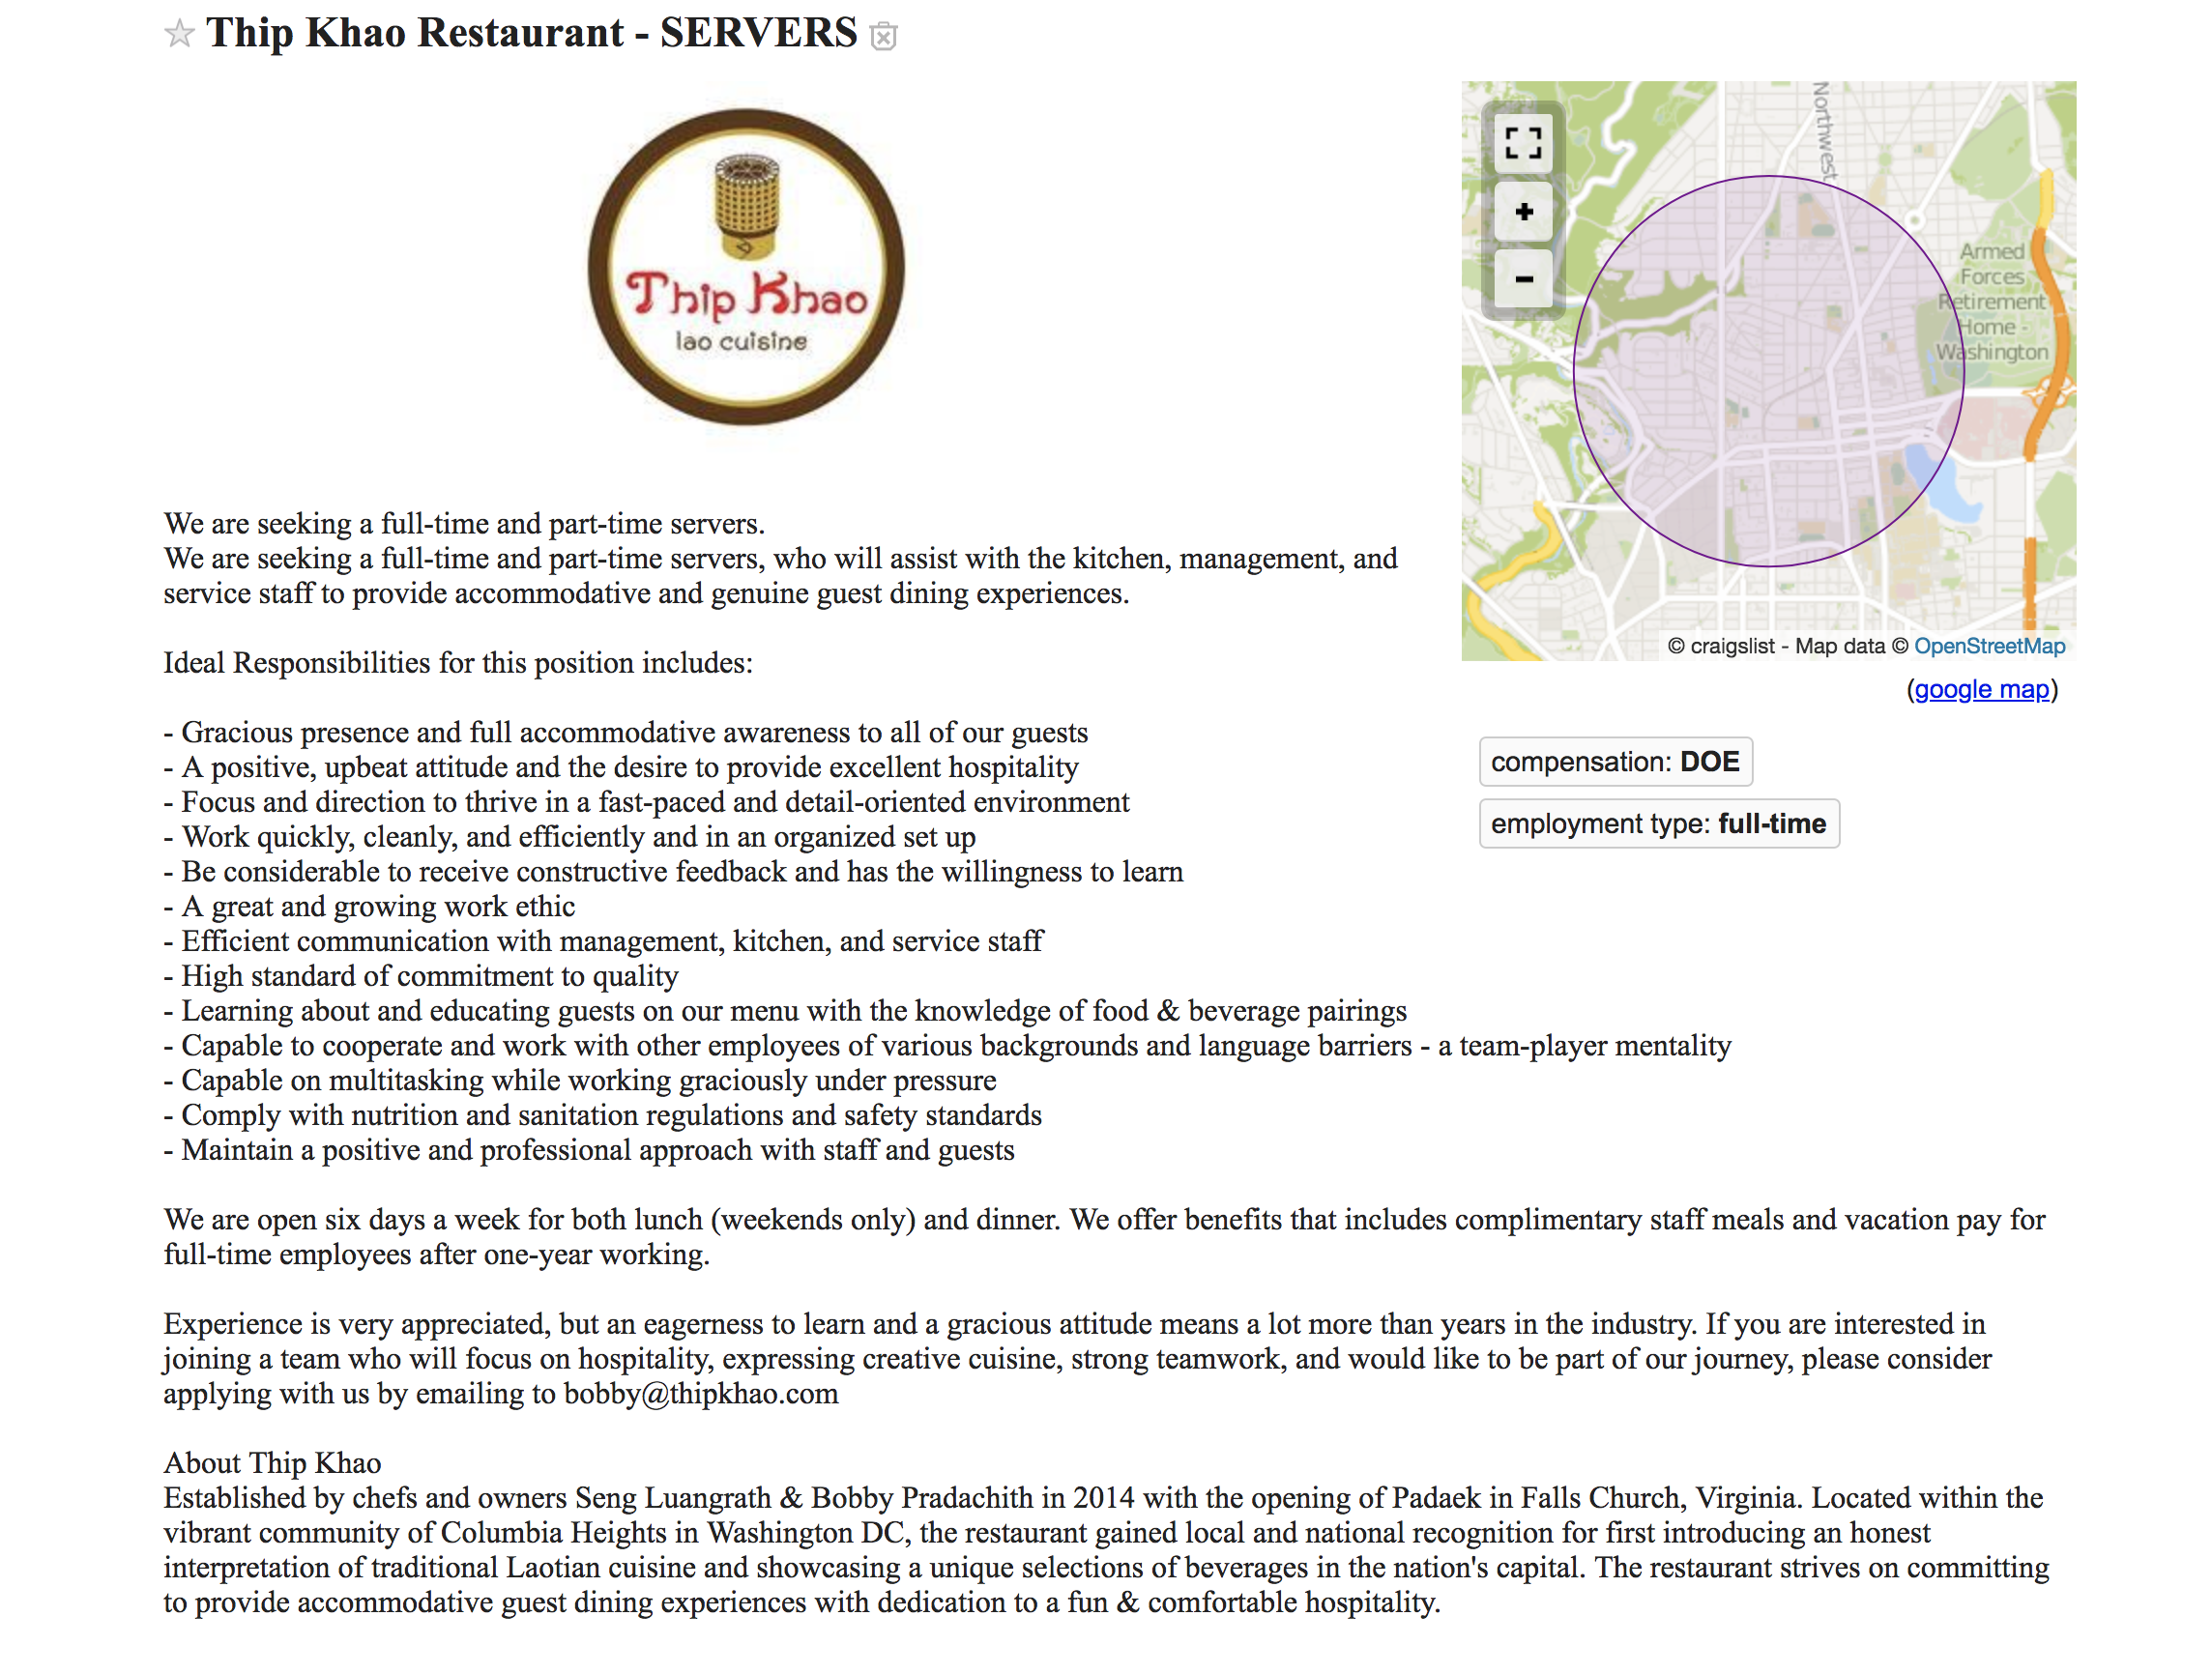 Thip Khao Restaurant - SERVERS
Thip Khao
lao cuisine
Northwest
Armed
Forces
Retirement
Home -
Washington
© craigslist - Map data © OpenStreetMap
(google map)
compensation: DOE
employment type: full-time
We are seeking a full-time and part-time servers.
We are seeking a full-time and part-time servers, who will assist with the kitchen, management, and
service staff to provide accommodative and genuine guest dining experiences.
Ideal Responsibilities for this position includes:
- Gracious presence and full accommodative awareness to all of our guests
- A positive, upbeat attitude and the desire to provide excellent hospitality
- Focus and direction to thrive in a fast-paced and detail-oriented environment
- Work quickly, cleanly, and efficiently and in an organized set up
- Be considerable to receive constructive feedback and has the willingness to learn
- A great and growing work ethic
- Efficient communication with management, kitchen, and service staff
- High standard of commitment to quality
- Learning about and educating guests on our menu with the knowledge of food & beverage pairings
- Capable to cooperate and work with other employees of various backgrounds and language barriers - a team-player mentality
- Capable on multitasking while working graciously under pressure
- Comply with nutrition and sanitation regulations and safety standards
- Maintain a positive and professional approach with staff and guests
We are open six days a week for both lunch (weekends only) and dinner. We offer benefits that includes complimentary staff meals and vacation pay for
full-time employees after one-year working.
Experience is very appreciated, but an eagerness to learn and a gracious attitude means a lot more than years in the industry. If you are interested in
joining a team who will focus on hospitality, expressing creative cuisine, strong teamwork, and would like to be part of our journey, please consider
applying with us by emailing to bobby@thipkhao.com
About Thip Khao
Established by chefs and owners Seng Luangrath & Bobby Pradachith in 2014 with the opening of Padaek in Falls Church, Virginia. Located within the
vibrant community of Columbia Heights in Washington DC, the restaurant gained local and national recognition for first introducing an honest
interpretation of traditional Laotian cuisine and showcasing a unique selections of beverages in the nation's capital. The restaurant strives on committing
to provide accommodative guest dining experiences with dedication to a fun & comfortable hospitality.